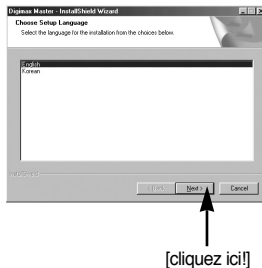 Digimax Master - InstallShield Wizard
Choose Setup Language
Select the language for the installation from the choices below.
English
Korean
InstallShield
< Back
Next >
Cancel
[cliquez ici!]